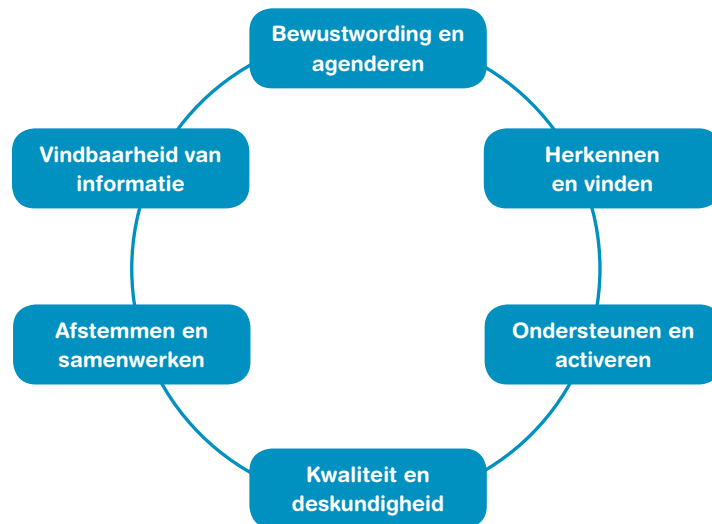 Bewustwording en
agenderen
Vindbaarheid van
informatie
Herkennen
en vinden
Afstemmen en
samenwerken
Ondersteunen en
activeren
Kwaliteit en
deskundigheid